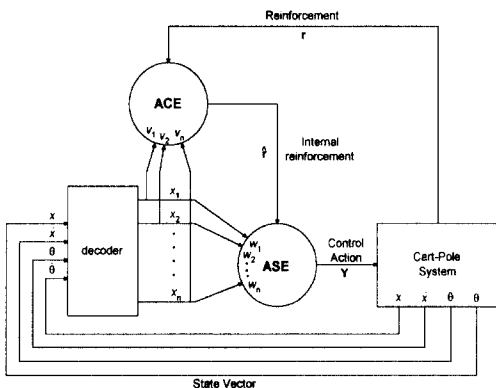 Reinforcement
r
ACE
v1 v2 vn
r̂
Internal
reinforcement
x1
x2
xn
decoder
x
ẋ
θ
θ̇
w1
w2
wn
ASE
Control
Action
Y
Cart-Pole
System
x ẋ θ θ̇
State Vector